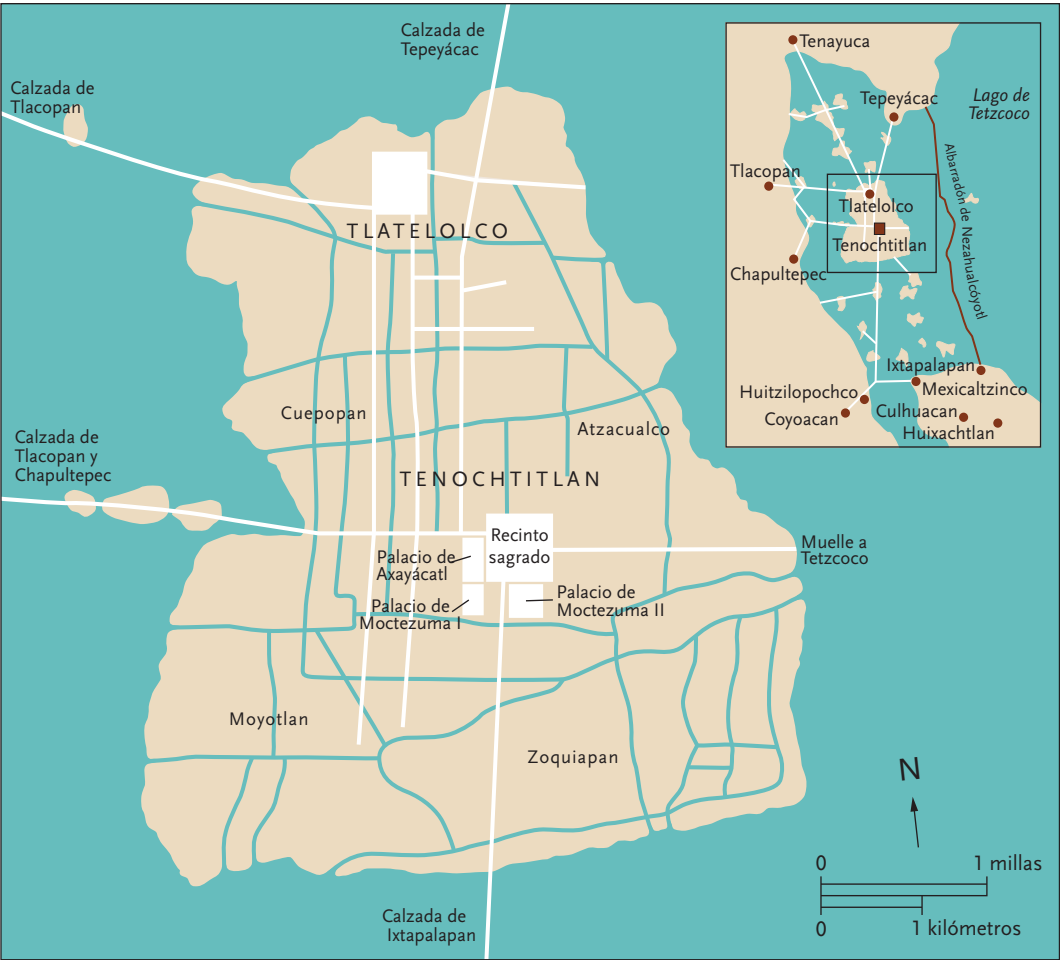 Calzada de
Tepeyácac
Calzada de
Tlacopan
TLATELOLCO
Cuepopan
Atzacualco
Calzada de
Tlacopan y
Chapultepec
TENOCHTITLAN
Recinto
sagrado
Muelle a
Tetzcoco
Palacio de
Axayácatl
Palacio de
Moctezuma I
Palacio de
Moctezuma II
Moyotlan
Zoquiapan
Calzada de
Ixtapalapan
N
0
1 millas
0
1 kilómetros
Tenayuca
Tepeyácac
Lago de
Tetzcoco
Albarradón de Nezahualcóyotl
Tlacopan
Tlatelolco
Tenochtitlan
Chapultepec
Ixtapalapan
Mexicaltzinco
Huitzilopochco
Coyoacan
Culhuacan
Huixachtlan